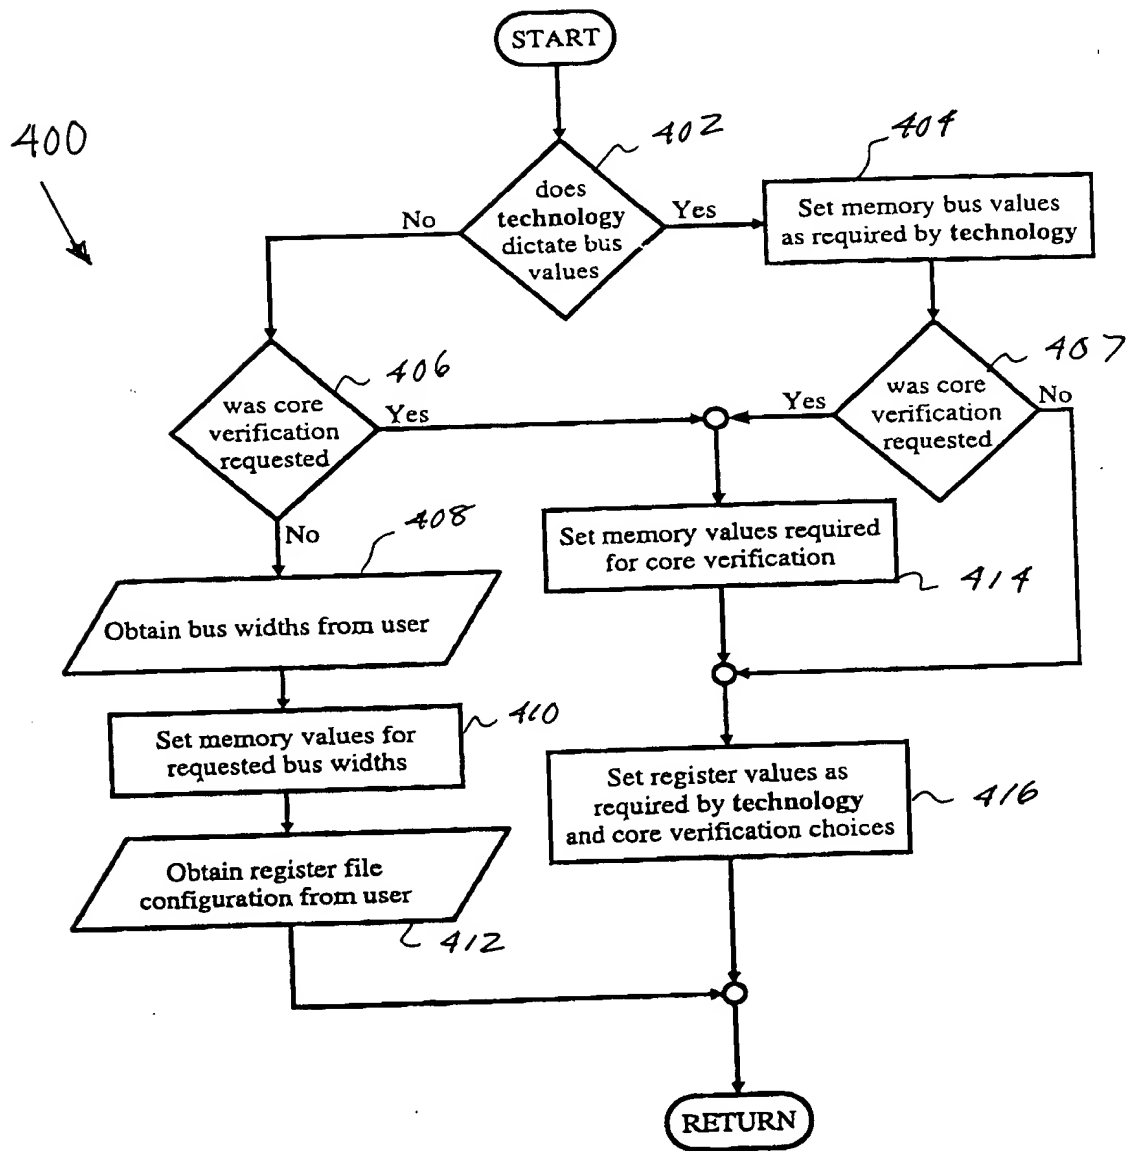 START
400
402
404
does
technology
dictate bus
values
No
Yes
Set memory bus values
as required by technology
406
407
was core
verification
requested
Yes
Yes
was core
verification
requested
No
No
408
Set memory values required
for core verification
414
Obtain bus widths from user
410
Set memory values for
requested bus widths
Set register values as
required by technology
and core verification choices
416
Obtain register file
configuration from user
412
RETURN